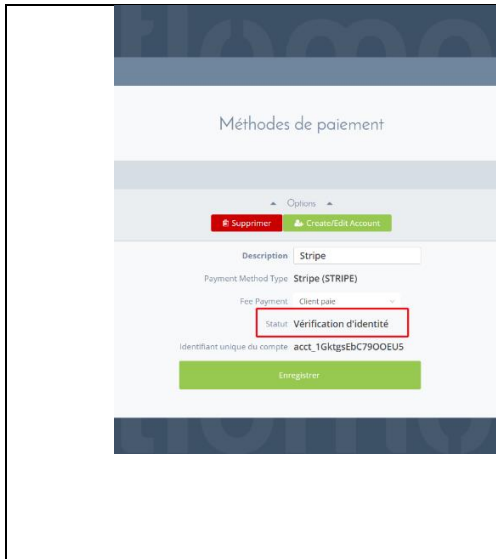 Méthodes de paiement
Options
Supprimer Create/Edit Account
Description Stripe
Payment Method Type Stripe (STRIPE)
Fee Payment Client paie
Statut Vérification d'identité
Identifiant unique du compte acct_1GktgsEbC79OOEU5
Enregistrer